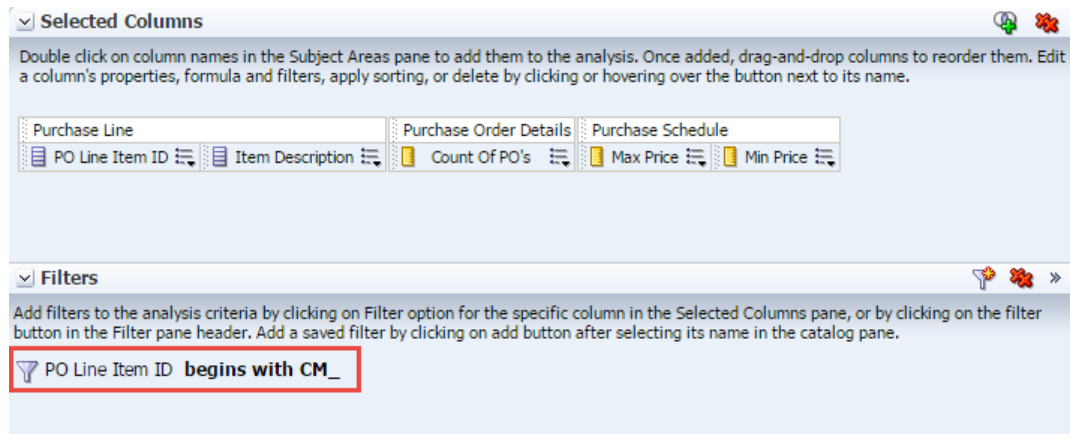 Selected Columns
Double click on column names in the Subject Areas pane to add them to the analysis. Once added, drag-and-drop columns to reorder them. Edit
a column's properties, formula and filters, apply sorting, or delete by clicking or hovering over the button next to its name.
Purchase Line Purchase Order Details Purchase Schedule
PO Line Item ID Item Description Count Of PO's Max Price Min Price
Filters »
Add filters to the analysis criteria by clicking on Filter option for the specific column in the Selected Columns pane, or by clicking on the filter
button in the Filter pane header. Add a saved filter by clicking on add button after selecting its name in the catalog pane.
PO Line Item ID begins with CM_